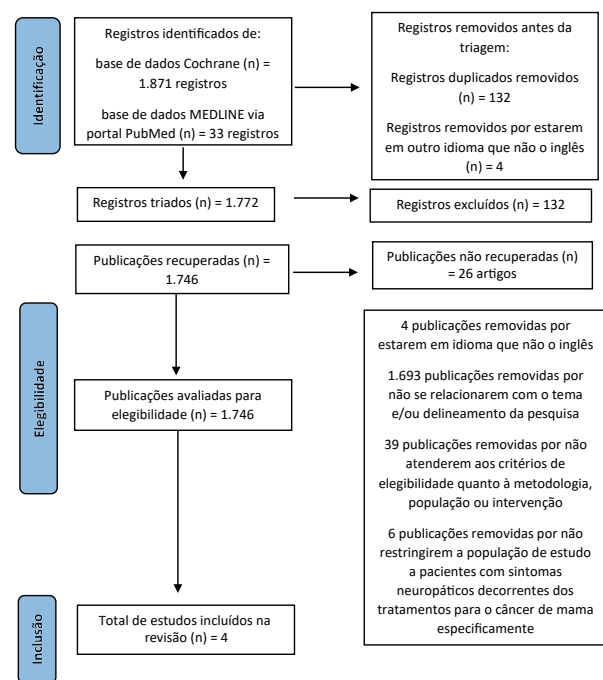 Identificação
Registros identificados de:
base de dados Cochrane (n) =
1.871 registros
base de dados MEDLINE via
portal PubMed (n) = 33 registros
Registros removidos antes da
triagem:
Registros duplicados removidos
(n) = 132
Registros removidos por estarem
em outro idioma que não o inglês
(n) = 4
Registros triados (n) = 1.772
Registros excluídos (n) = 132
Publicações recuperadas (n) =
1.746
Publicações não recuperadas (n)
= 26 artigos
Elegibilidade
Publicações avaliadas para
elegibilidade (n) = 1.746
4 publicações removidas por
estarem em idioma que não o inglês
1.693 publicações removidas por
não se relacionarem com o tema
e/ou delineamento da pesquisa
39 publicações removidas por não
atenderem aos critérios de
elegibilidade quanto à metodologia,
população ou intervenção
6 publicações removidas por não
restringirem a população de estudo
a pacientes com sintomas
neuropáticos decorrentes dos
tratamentos para o câncer de mama
especificamente
Inclusão
Total de estudos incluídos na
revisão (n) = 4